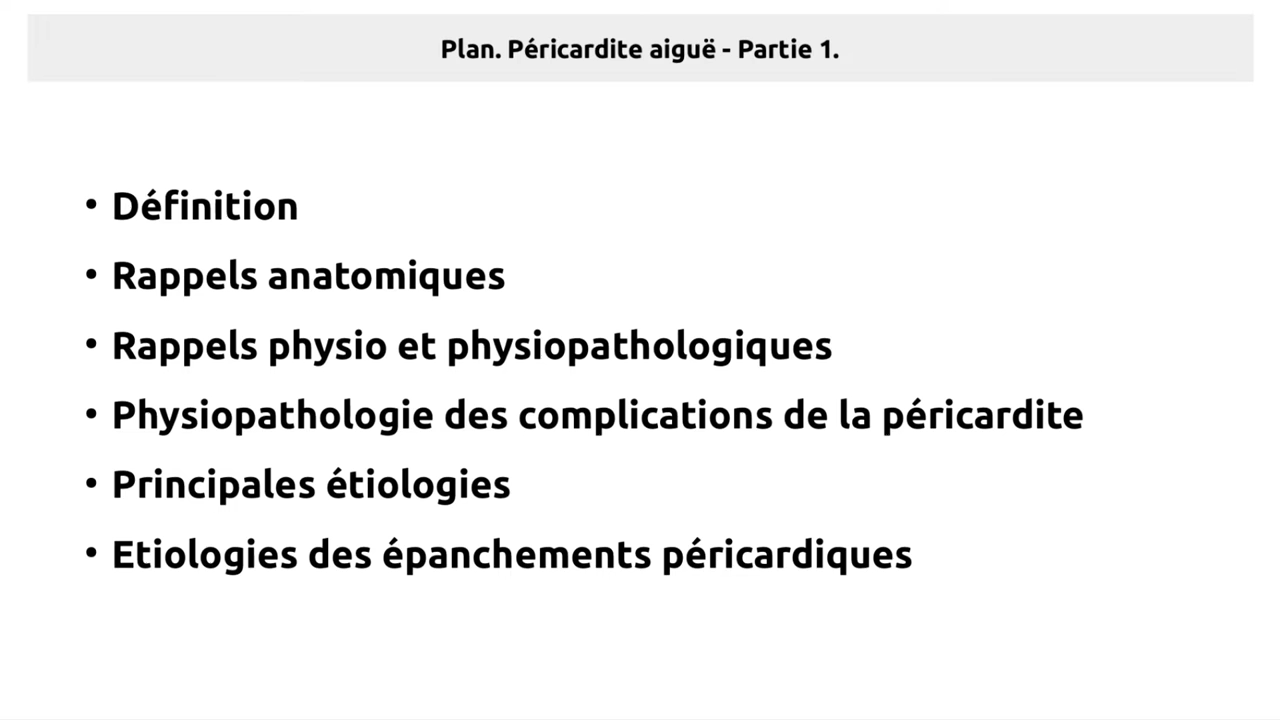 Plan. Péricardite aiguë - Partie 1.
• Définition
• Rappels anatomiques
• Rappels physio et physiopathologiques
• Physiopathologie des complications de la péricardite
• Principales étiologies
• Etiologies des épanchements péricardiques